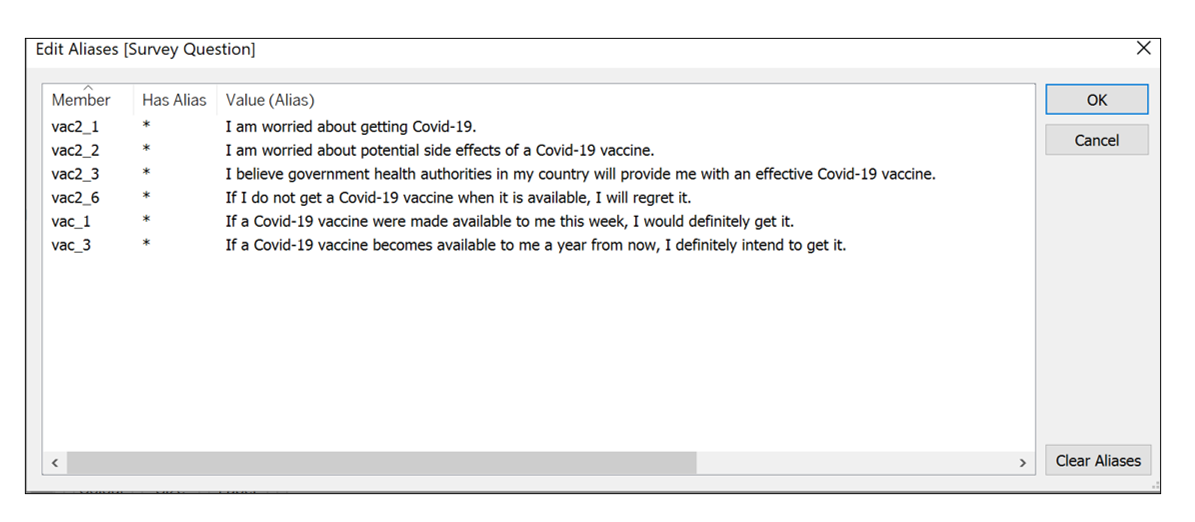 Edit Aliases [Survey Question]
Member Has Alias Value (Alias)
vac2_1 * I am worried about getting Covid-19.
vac2_2 * I am worried about potential side effects of a Covid-19 vaccine.
vac2_3 * I believe government health authorities in my country will provide me with an effective Covid-19 vaccine.
vac2_6 * If I do not get a Covid-19 vaccine when it is available, I will regret it.
vac_1 * If a Covid-19 vaccine were made available to me this week, I would definitely get it.
vac_3 * If a Covid-19 vaccine becomes available to me a year from now, I definitely intend to get it.
OK
Cancel
Clear Aliases